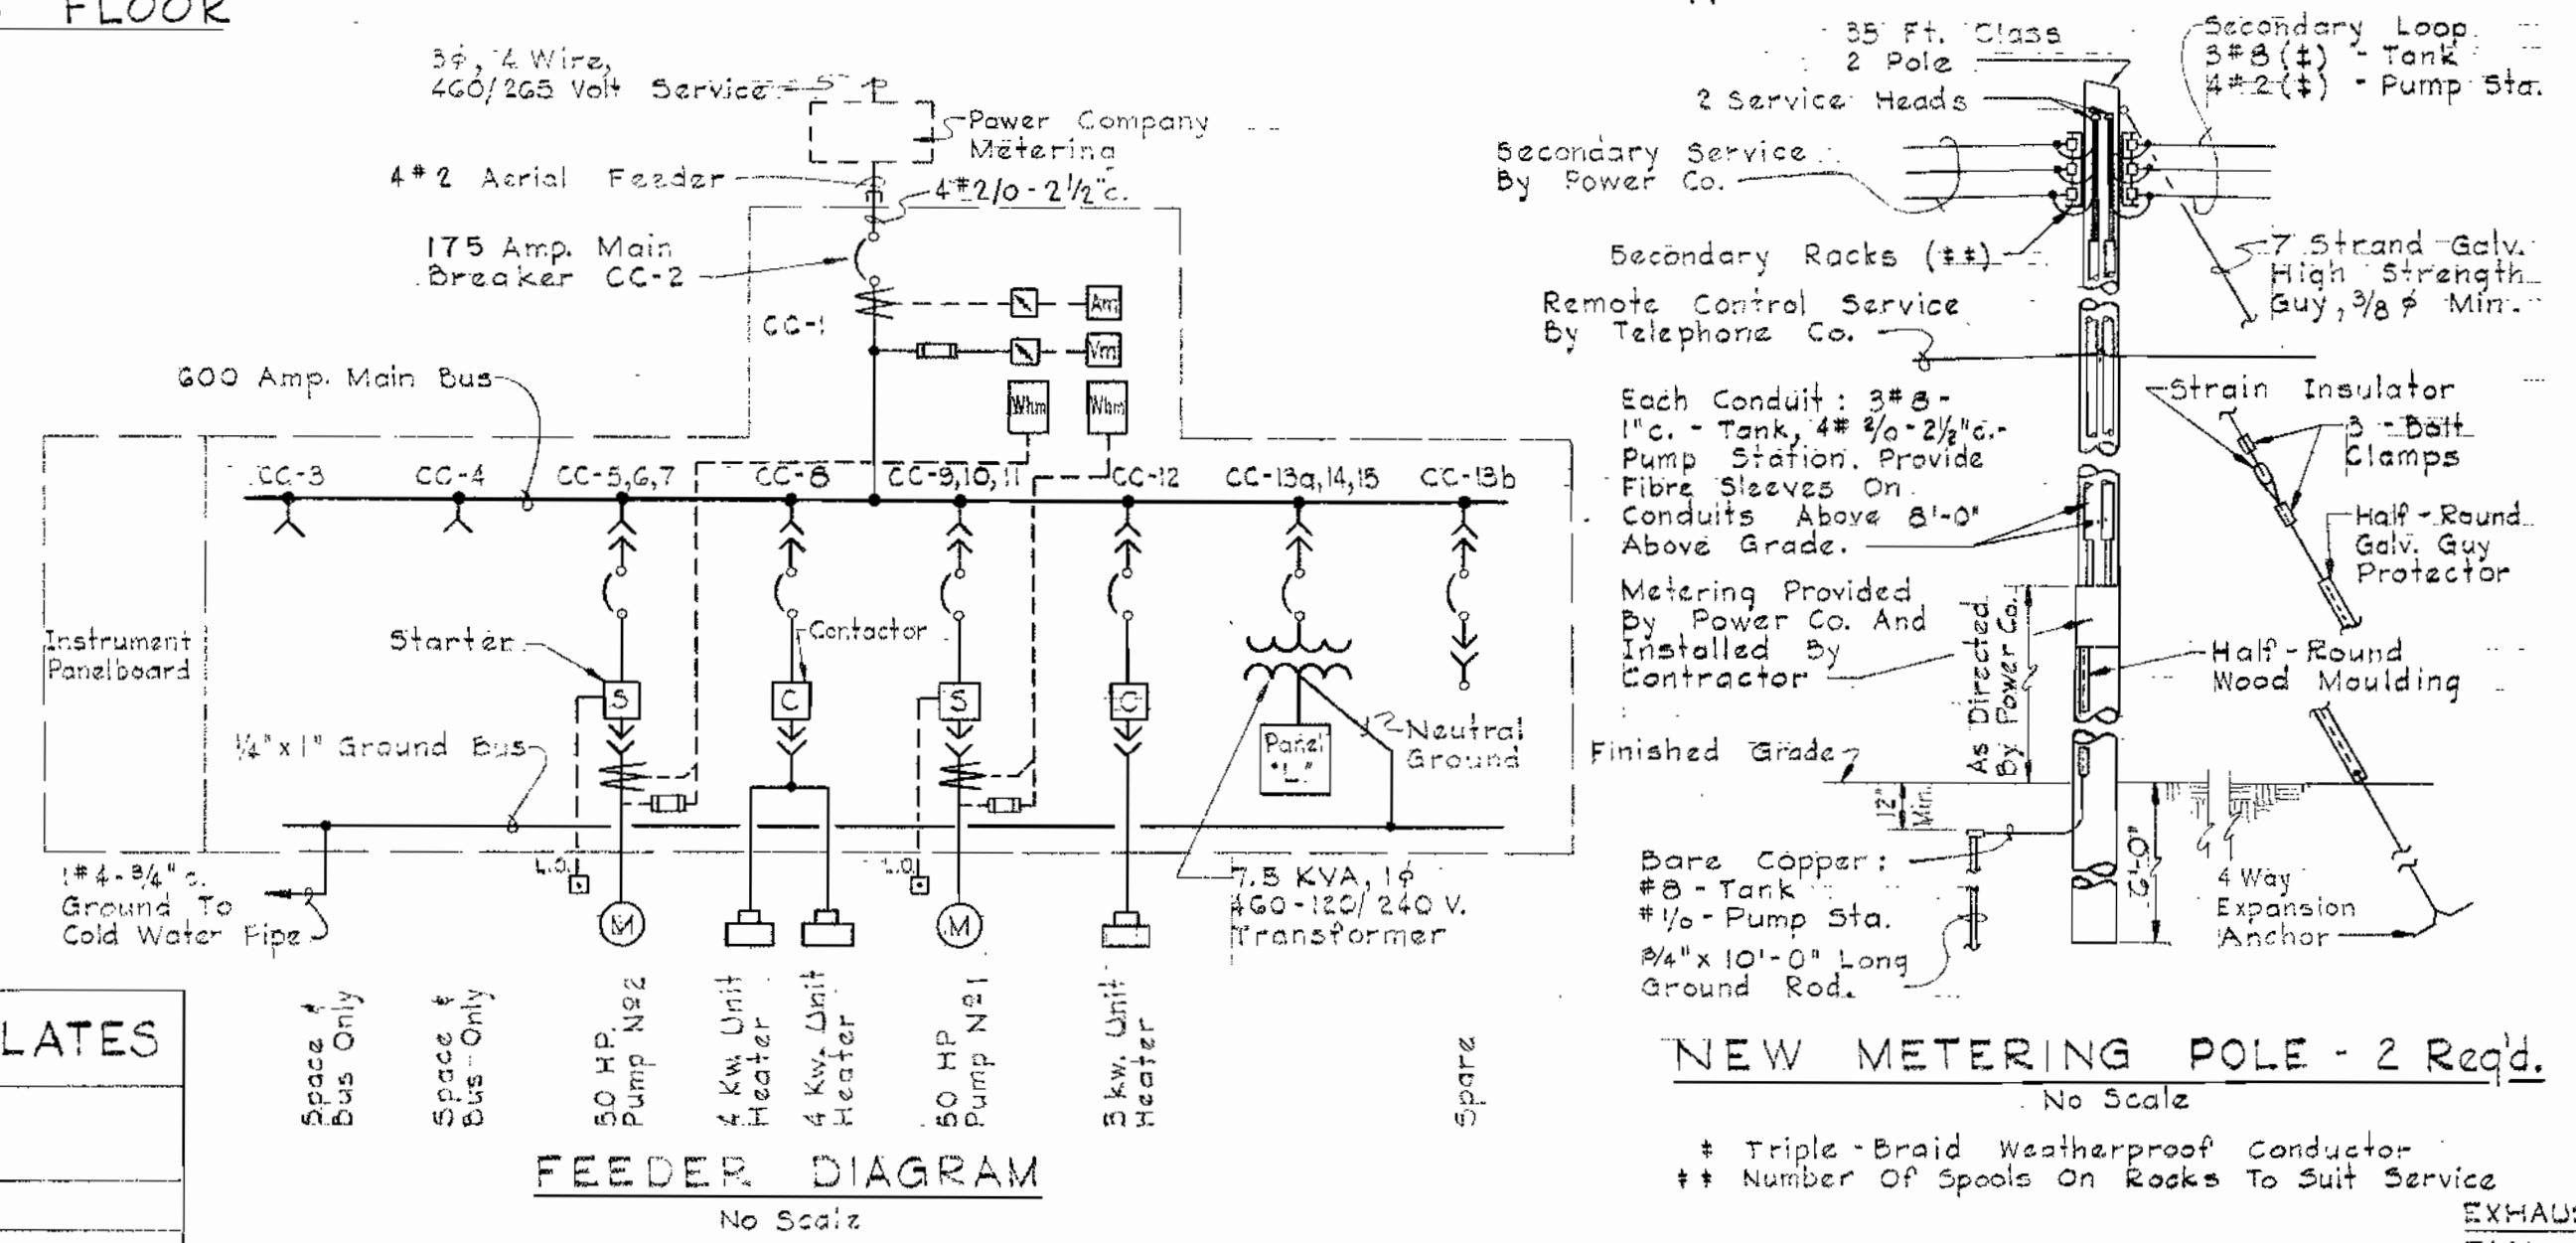 FLOOR
3φ, 4 Wire,
460/265 Volt Service
Power Company
Metering
4#2 Aerial Feeder
4#2/0 - 2½"c.
175 Amp. Main
Breaker CC-2
CC-1
Am
Vm
Whm
Whm
600 Amp. Main Bus
CC-3
CC-4
CC-5,6,7
CC-8
CC-9,10,11
CC-12
CC-13a,14,15
CC-13b
Instrument
Panelboard
Starter
Contactor
S
C
S
C
Panel
"L"
Neutral
Ground
¼" x 1" Ground Bus
L.O.
L.O.
1#4 - ¾" c.
Ground To
Cold Water Pipe
M
M
7.5 KVA, 1φ
460-120/240 V.
Transformer
Space &
Bus Only
Space &
Bus Only
50 HP.
Pump Nº2
4 Kw. Unit
Heater
4 Kw. Unit
Heater
50 HP
Pump Nº1
3 Kw. Unit
Heater
Spare
FEEDER DIAGRAM
No Scale
LATES
35 Ft. Class
2 Pole
2 Service Heads
Secondary Loop
3#8 (‡) - Tank
4#2 (‡) - Pump Sta.
Secondary Service
By Power Co.
Secondary Racks (‡‡)
7 Strand Galv.
High Strength
Guy, 3/8 φ Min.
Remote Control Service
By Telephone Co.
Strain Insulator
3 - Bolt
Clamps
Each Conduit: 3#8 -
1"c. - Tank, 4# 2/0 - 2½"c. -
Pump Station. Provide
Fibre Sleeves On
Conduits Above 8'-0"
Above Grade.
Half-Round
Galv. Guy
Protector
Metering Provided
By Power Co. And
Installed By
Contractor
As Directed
By Power Co.
Half-Round
Wood Moulding
Finished Grade
12"
Min.
6'-0"
Bare Copper:
#8 - Tank
#1/0 - Pump Sta.
¾" x 10'-0" Long
Ground Rod.
4 Way
Expansion
Anchor
NEW METERING POLE - 2 Req'd.
No Scale
‡ Triple-Braid Weatherproof Conductor
‡‡ Number Of Spools On Racks To Suit Service